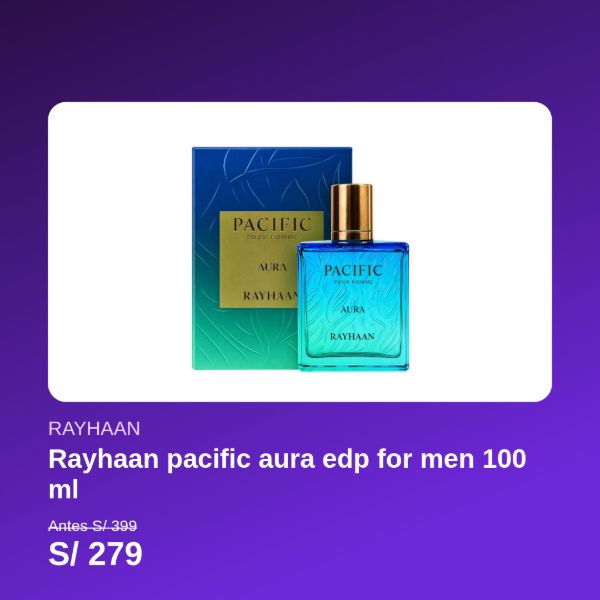 PACIFIC
POUR HOMME
AURA
RAYHAAN
PACIFIC
POUR HOMME
AURA
RAYHAAN
RAYHAAN
Rayhaan pacific aura edp for men 100
ml
Antes S/ 399
S/ 279